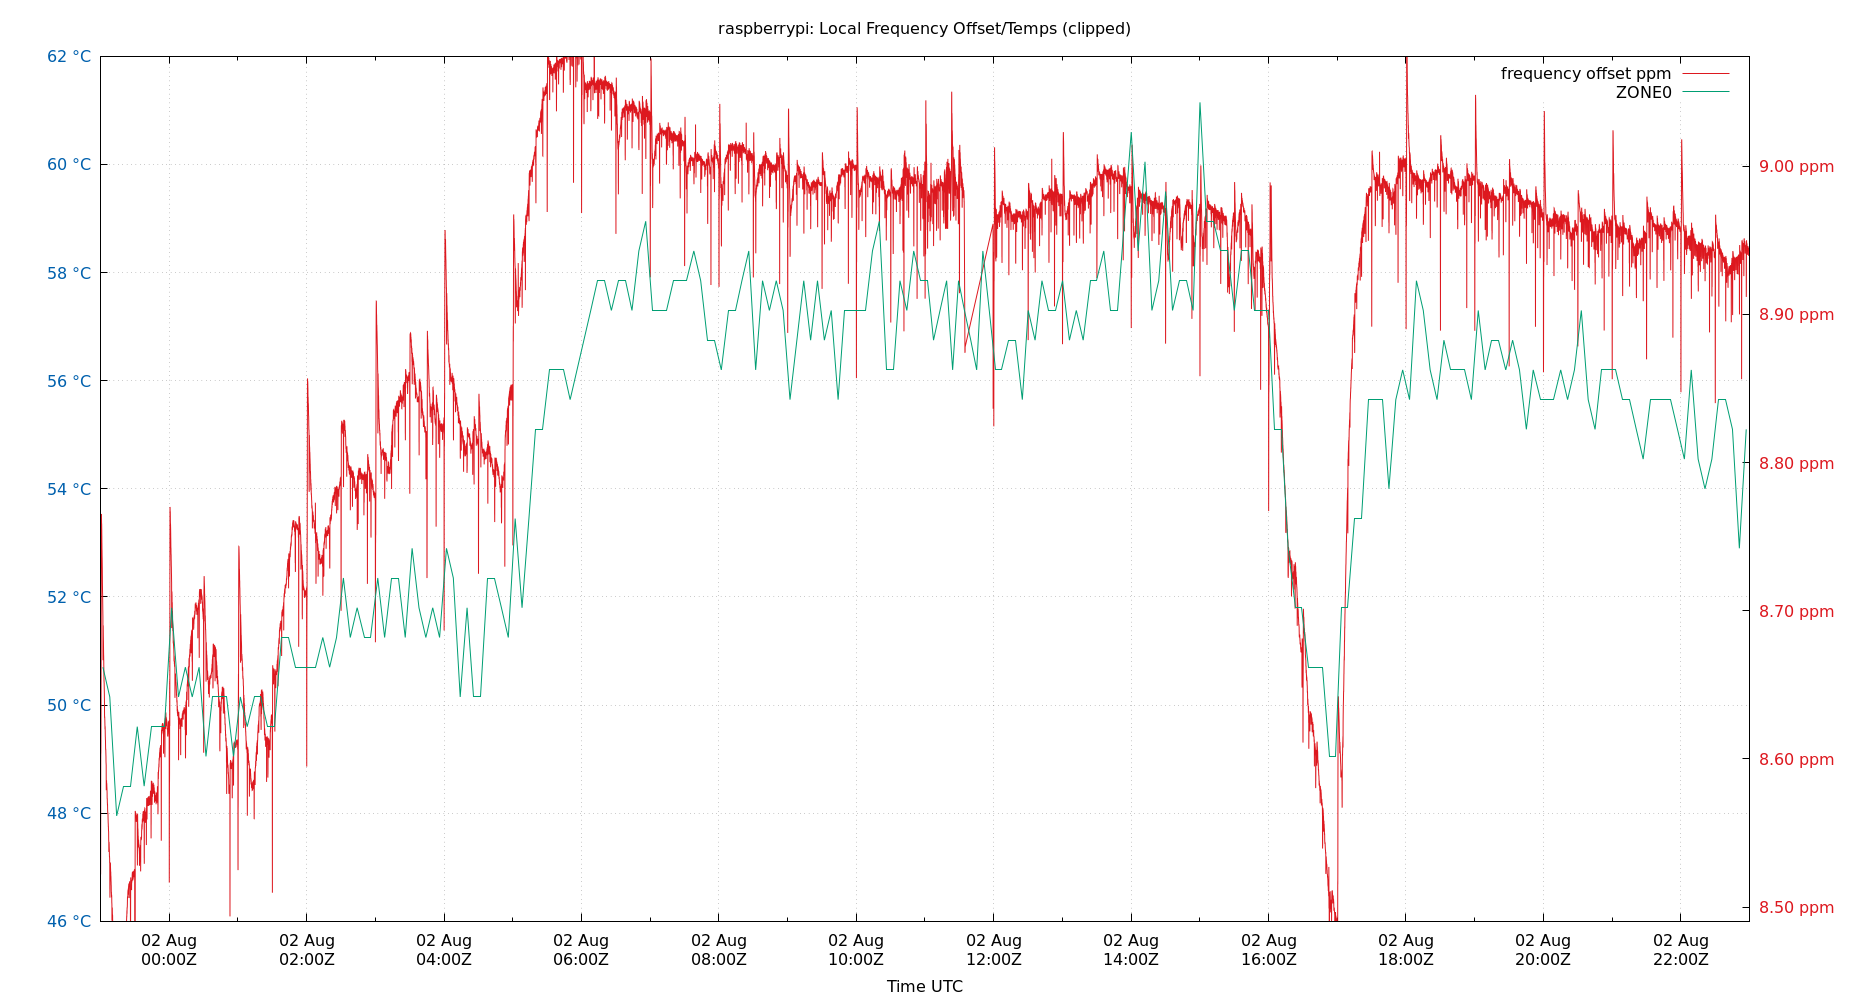 raspberrypi: Local Frequency Offset/Temps (clipped)
62 °C
60 °C
58 °C
56 °C
54 °C
52 °C
50 °C
48 °C
46 °C
frequency offset ppm
ZONE0
9.00 ppm
8.90 ppm
8.80 ppm
8.70 ppm
8.60 ppm
8.50 ppm
02 Aug
00:00Z
02 Aug
02:00Z
02 Aug
04:00Z
02 Aug
06:00Z
02 Aug
08:00Z
02 Aug
10:00Z
02 Aug
12:00Z
02 Aug
14:00Z
02 Aug
16:00Z
02 Aug
18:00Z
02 Aug
20:00Z
02 Aug
22:00Z
Time UTC